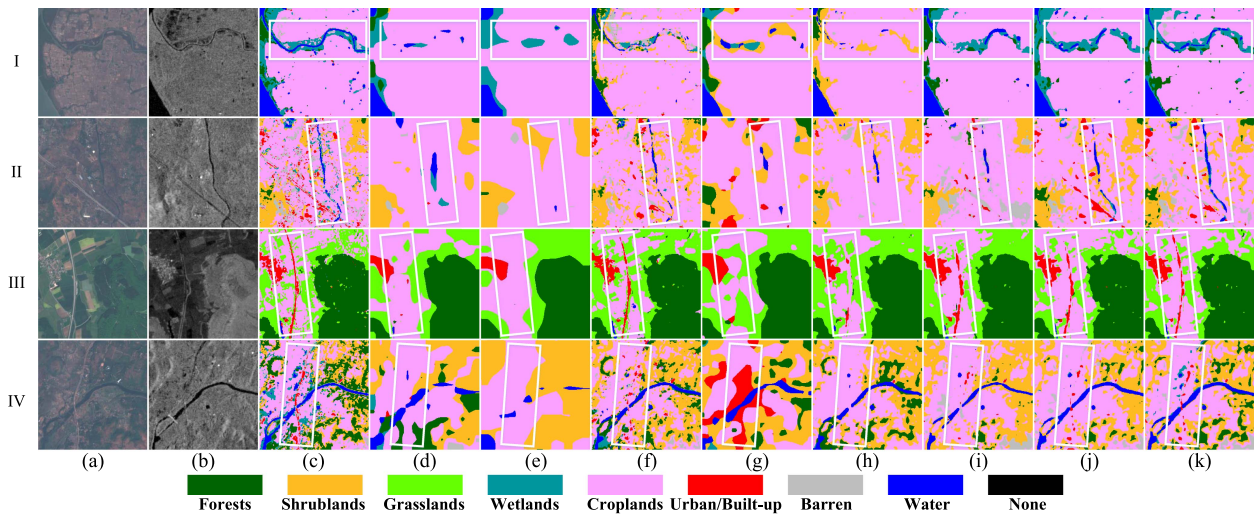 I
II
III
IV
(a) (b) (c) (d) (e) (f) (g) (h) (i) (j) (k)
Forests Shrublands Grasslands Wetlands Croplands Urban/Built-up Barren Water None